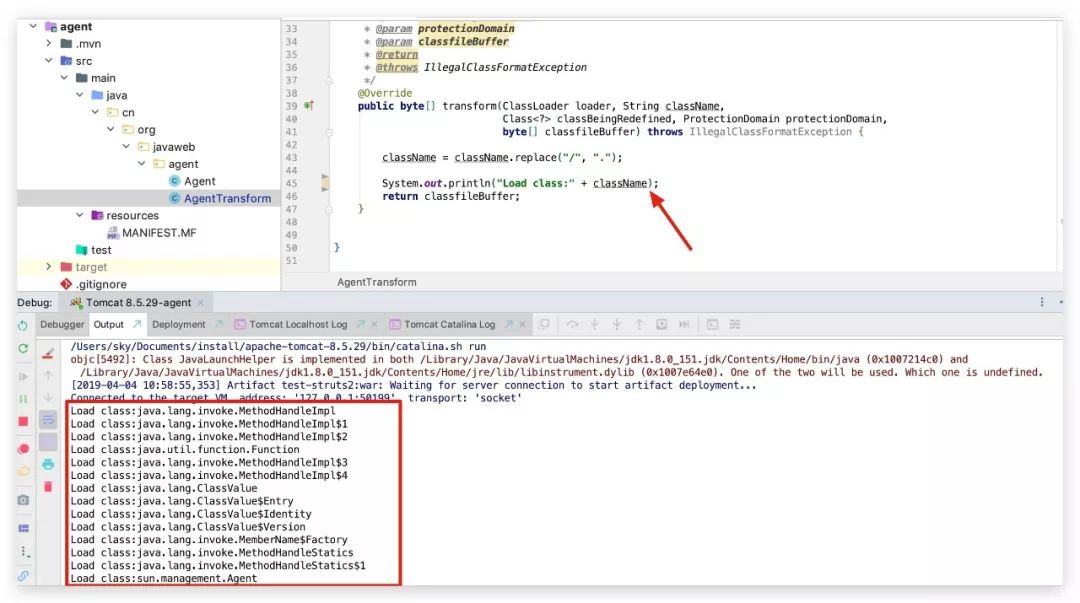 agent
.mvn
src
main
java
cn
org
javaweb
agent
Agent
AgentTransform
resources
MANIFEST.MF
test
target
.gitignore
33 * @param protectionDomain
34 * @param classfileBuffer
35 * @return
36 * @throws IllegalClassFormatException
37 */
38 @Override
39 public byte[] transform(ClassLoader loader, String className,
40 Class<?> classBeingRedefined, ProtectionDomain protectionDomain,
41 byte[] classfileBuffer) throws IllegalClassFormatException {
42
43 className = className.replace("/", ".");
44
45 System.out.println("Load class:" + className);
46 return classfileBuffer;
47 }
48
49
50 }
51
AgentTransform
Debug: Tomcat 8.5.29-agent
Debugger Output Deployment Tomcat Localhost Log Tomcat Catalina Log
/Users/sky/Documents/install/apache-tomcat-8.5.29/bin/catalina.sh run
objc[5492]: Class JavaLaunchHelper is implemented in both /Library/Java/JavaVirtualMachines/jdk1.8.0_151.jdk/Contents/Home/bin/java (0x1007214c0) and
/Library/Java/JavaVirtualMachines/jdk1.8.0_151.jdk/Contents/Home/jre/lib/libinstrument.dylib (0x1007e64e0). One of the two will be used. Which one is undefined.
[2019-04-04 10:58:55,353] Artifact test-struts2:war: Waiting for server connection to start artifact deployment...
Connected to the target VM, address: '127.0.0.1:50199', transport: 'socket'
Load class:java.lang.invoke.MethodHandleImpl
Load class:java.lang.invoke.MethodHandleImpl$1
Load class:java.lang.invoke.MethodHandleImpl$2
Load class:java.util.function.Function
Load class:java.lang.invoke.MethodHandleImpl$3
Load class:java.lang.invoke.MethodHandleImpl$4
Load class:java.lang.ClassValue
Load class:java.lang.ClassValue$Entry
Load class:java.lang.ClassValue$Identity
Load class:java.lang.ClassValue$Version
Load class:java.lang.invoke.MemberName$Factory
Load class:java.lang.invoke.MethodHandleStatics
Load class:java.lang.invoke.MethodHandleStatics$1
Load class:sun.management.Agent